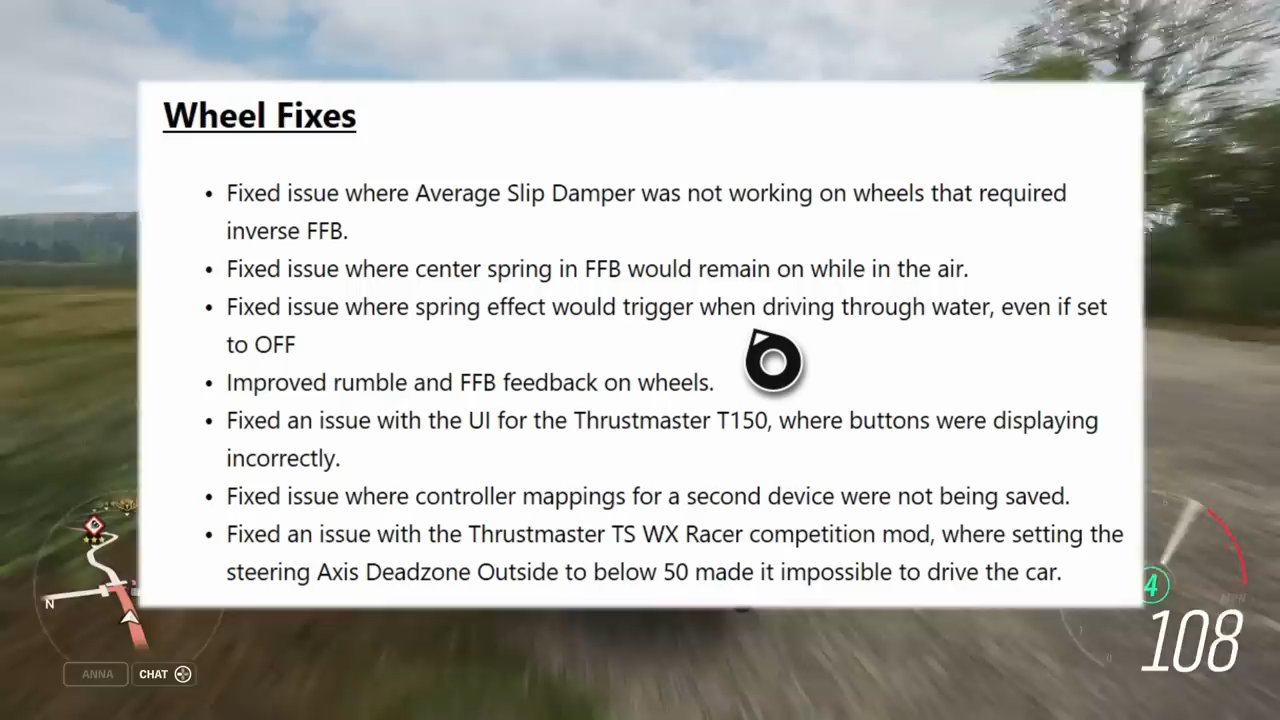 Wheel Fixes
• Fixed issue where Average Slip Damper was not working on wheels that required
inverse FFB.
• Fixed issue where center spring in FFB would remain on while in the air.
• Fixed issue where spring effect would trigger when driving through water, even if set
to OFF
• Improved rumble and FFB feedback on wheels.
• Fixed an issue with the UI for the Thrustmaster T150, where buttons were displaying
incorrectly.
• Fixed issue where controller mappings for a second device were not being saved.
• Fixed an issue with the Thrustmaster TS WX Racer competition mod, where setting the
steering Axis Deadzone Outside to below 50 made it impossible to drive the car.
N
4
108
ANNA
CHAT